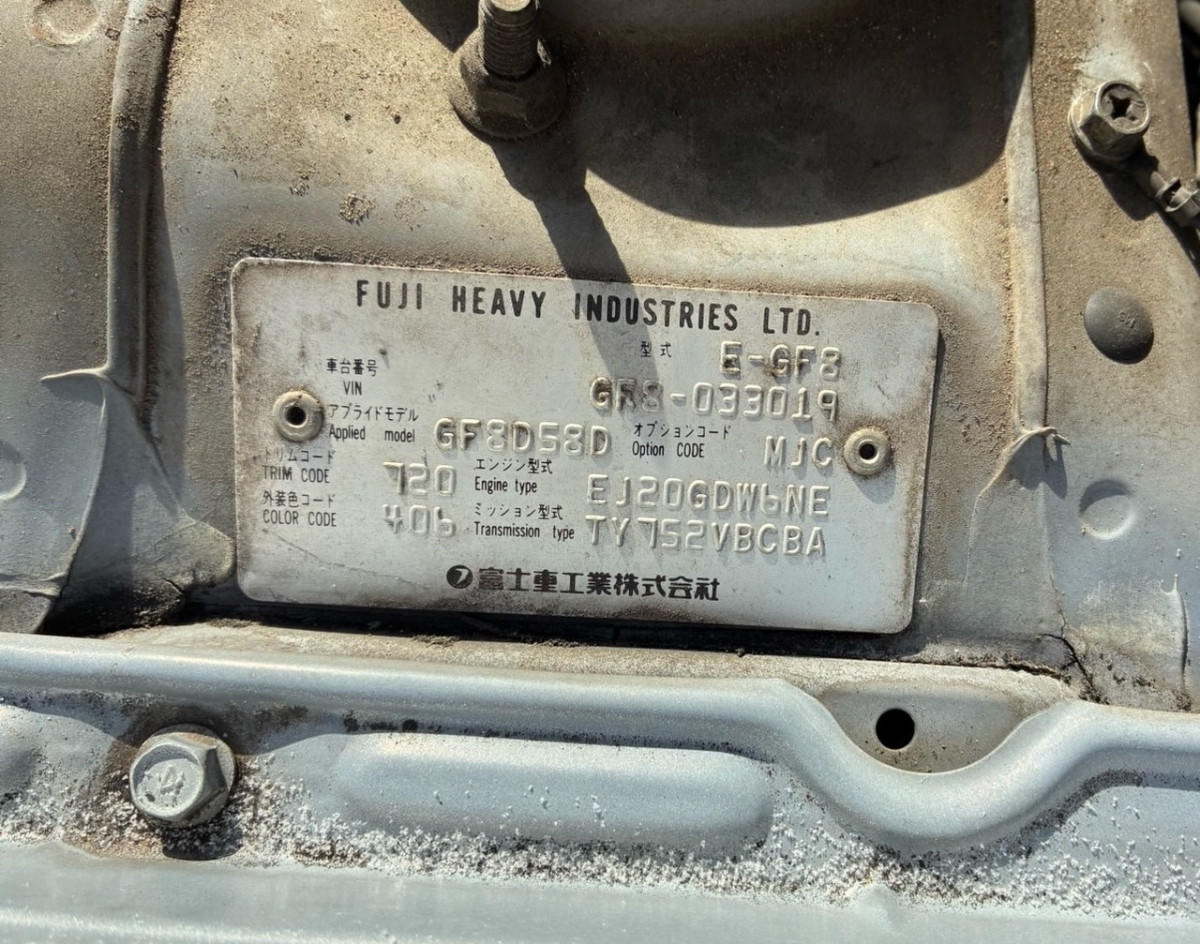 FUJI HEAVY INDUSTRIES LTD.
型式 E-GF8
車台番号 VIN GF8-033019
アプライドモデル Applied model GF8D58D オプションコード Option CODE MJC
トリムコード TRIM CODE 720 エンジン型式 Engine type EJ20GDW6NE
外装色コード COLOR CODE 406 ミッション型式 Transmission type TY752VBCBA
フ富士重工業株式会社
4